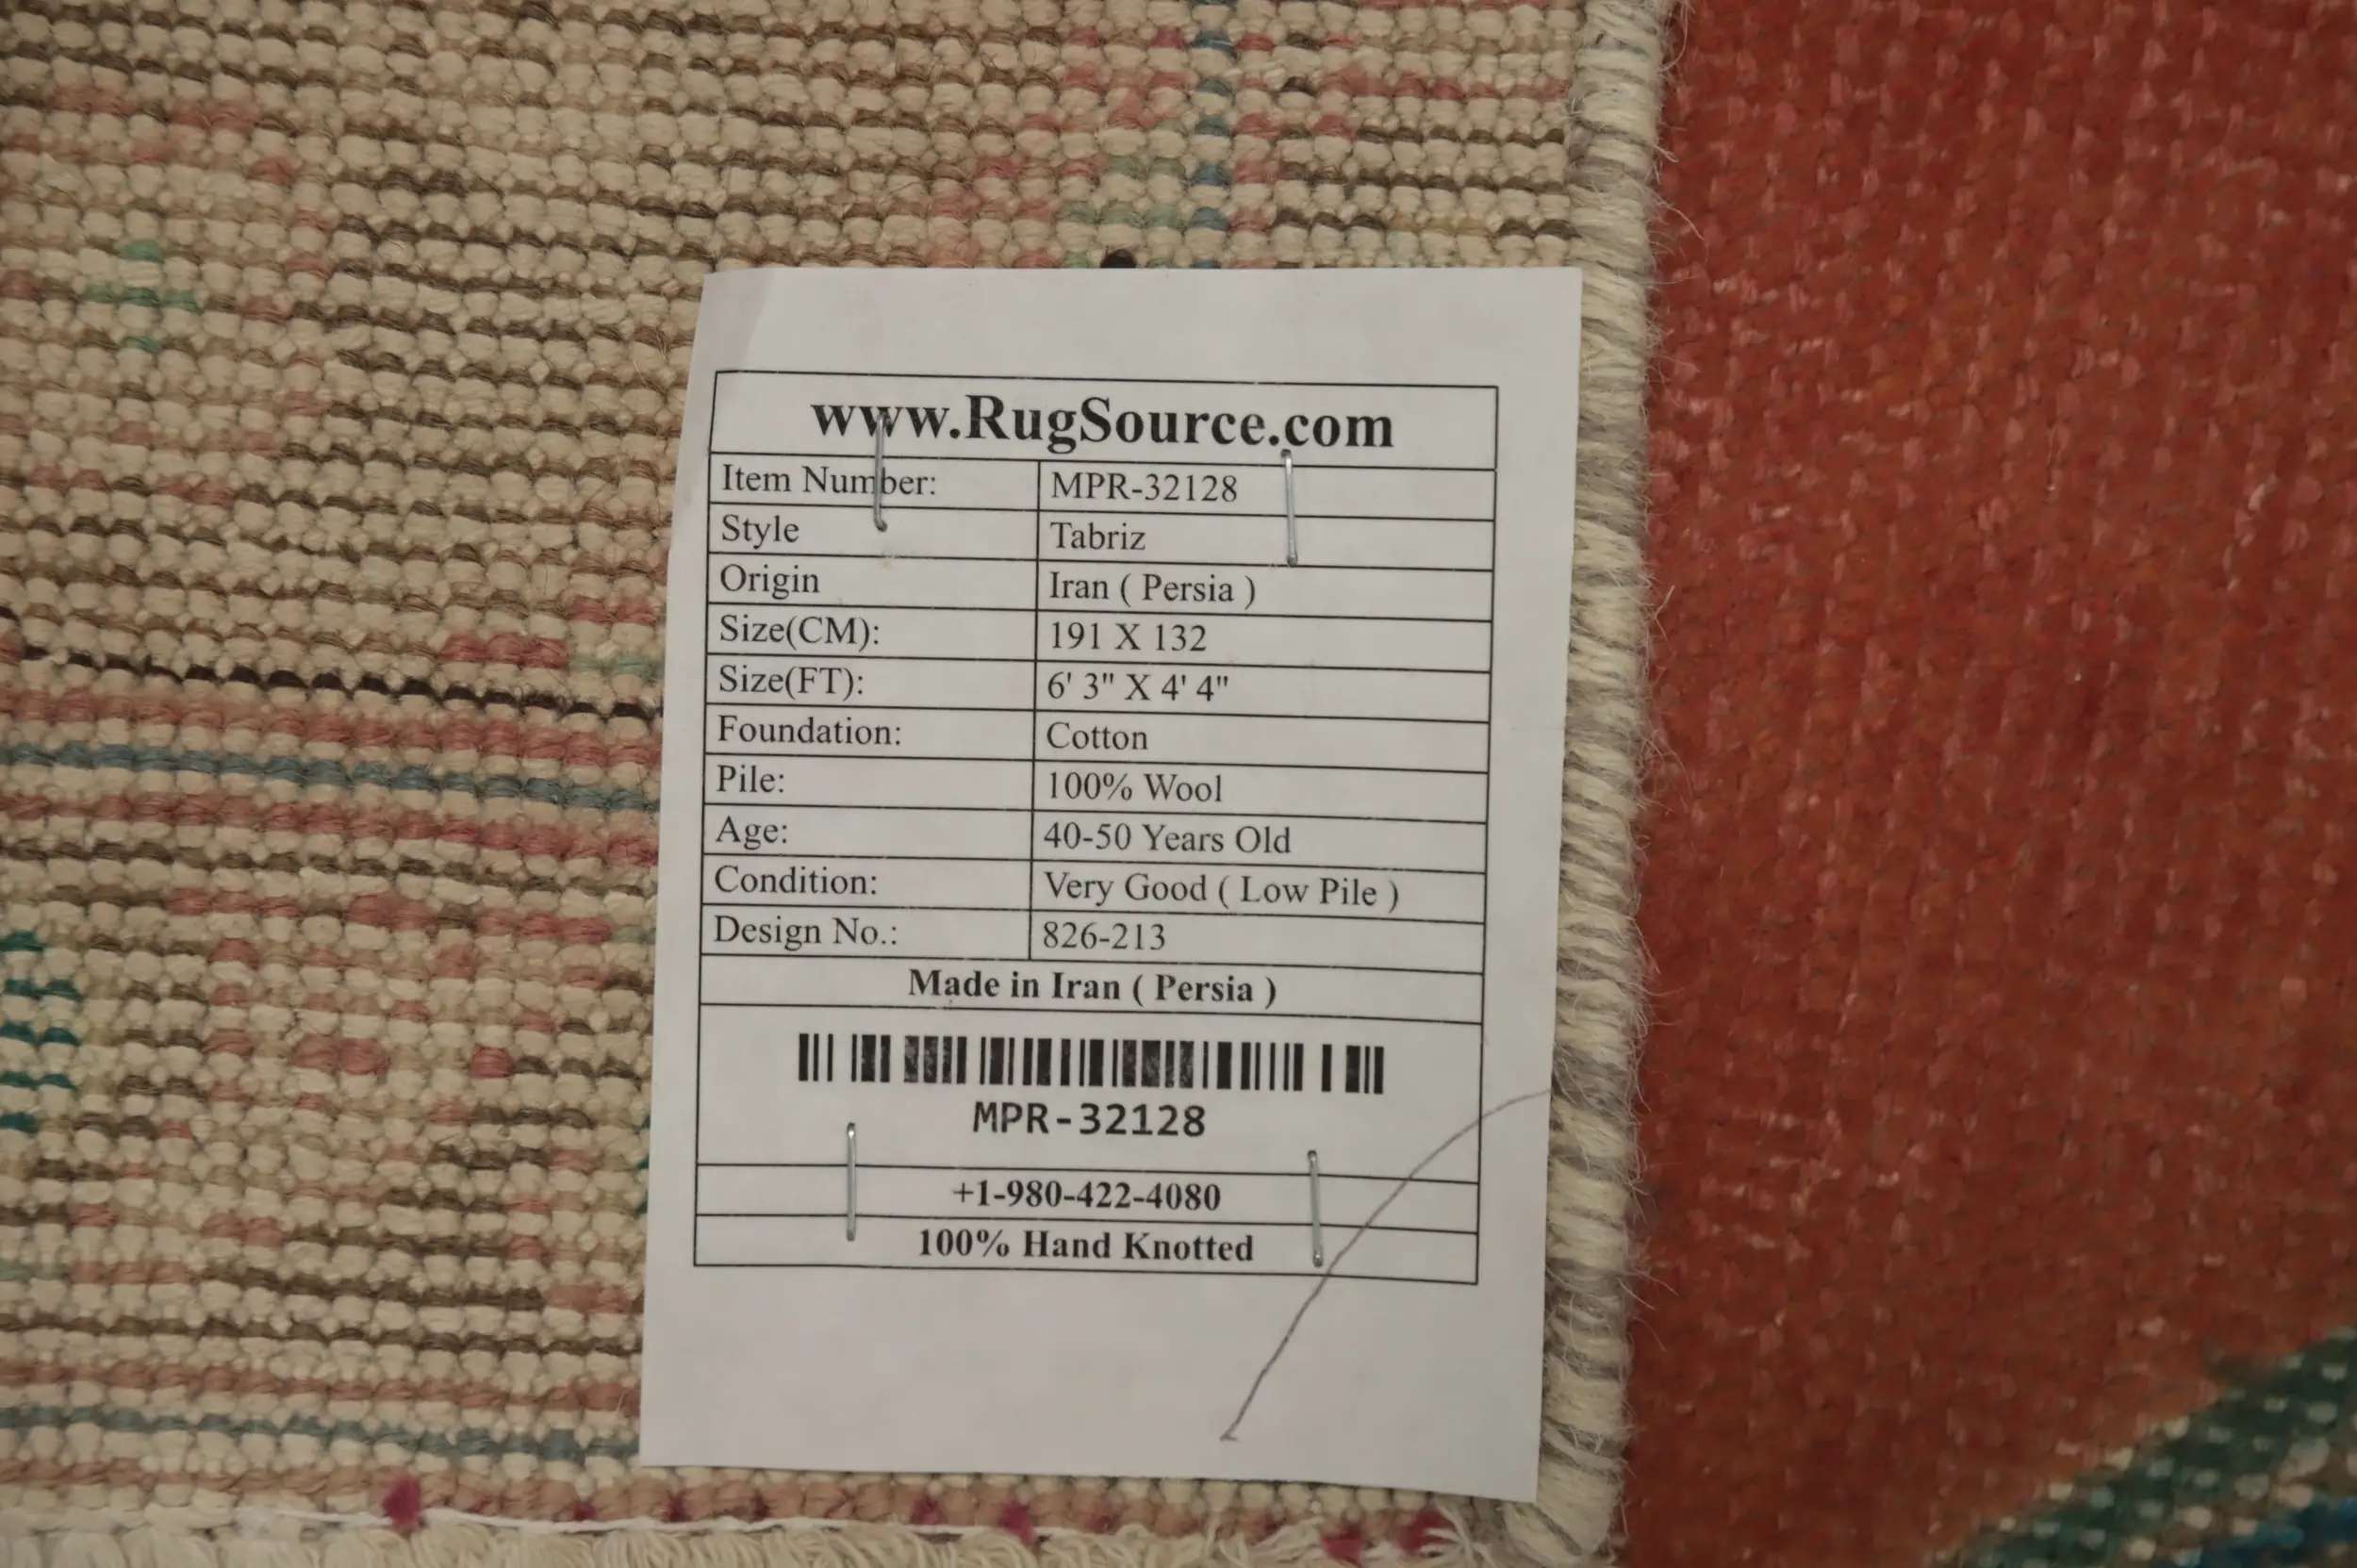 www.RugSource.com
Item Number: MPR-32128
Style Tabriz
Origin Iran ( Persia )
Size(CM): 191 X 132
Size(FT): 6' 3" X 4' 4"
Foundation: Cotton
Pile: 100% Wool
Age: 40-50 Years Old
Condition: Very Good ( Low Pile )
Design No.: 826-213
Made in Iran ( Persia )
MPR-32128
+1-980-422-4080
100% Hand Knotted